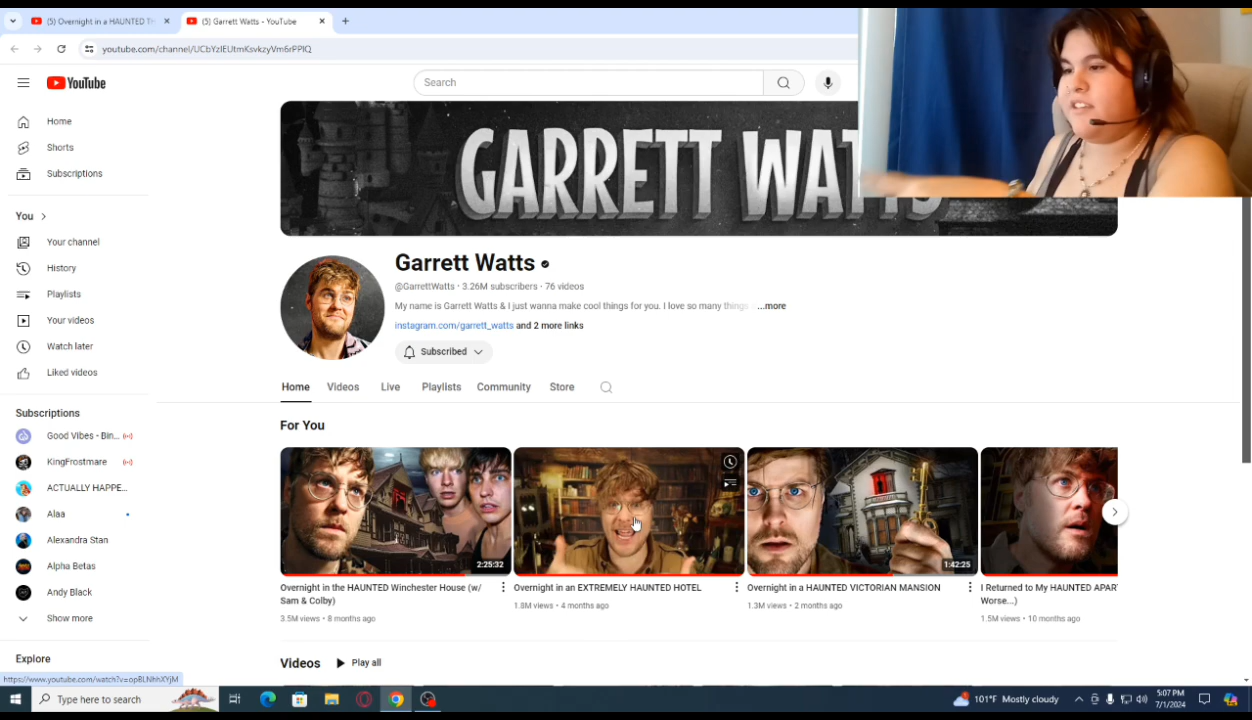 (5) Overnight in a HAUNTED T
(5) Garrett Watts - YouTube
youtube.com/channel/UCbYzIEUtmKsvkzyVm6rPPIQ
YouTube
Search
Home
Shorts
Subscriptions
You
Your channel
History
Playlists
Your videos
Watch later
Liked videos
Subscriptions
Good Vibes - Bin...
KingFrostmare
ACTUALLY HAPPE...
Alaa
Alexandra Stan
Alpha Betas
Andy Black
Show more
Explore
GARRETT WATTS
Garrett Watts
@GarrettWatts · 3.26M subscribers · 76 videos
My name is Garrett Watts & I just wanna make cool things for you. I love so many things ...more
instagram.com/garrett_watts and 2 more links
Subscribed
Home Videos Live Playlists Community Store
For You
2:25:32
1:42:25
Overnight in the HAUNTED Winchester House (w/ Sam & Colby)
3.5M views • 8 months ago
Overnight in an EXTREMELY HAUNTED HOTEL
1.8M views • 4 months ago
Overnight in a HAUNTED VICTORIAN MANSION
1.3M views • 2 months ago
I Returned to My HAUNTED APAR
Worse...)
1.5M views • 10 months ago
Videos Play all
https://www.youtube.com/watch?v=opBLNhhXYjM
Type here to search
101°F Mostly cloudy
5:07 PM
7/1/2024